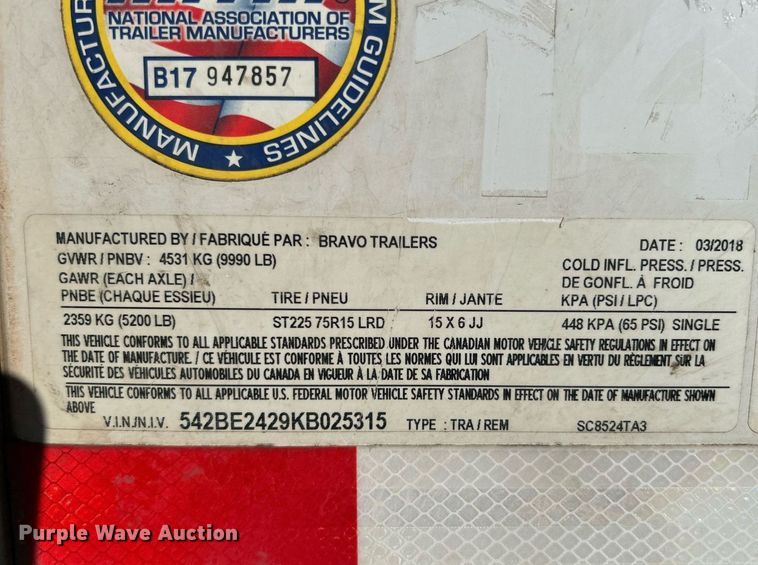 NATIONAL ASSOCIATION OF
TRAILER MANUFACTURERS
B17 947857
MANUFACTUR
M GUIDELINES
MANUFACTURED BY / FABRIQUÉ PAR : BRAVO TRAILERS
DATE : 03/2018
GVWR / PNBV : 4531 KG (9990 LB)
COLD INFL. PRESS. / PRESS.
GAWR (EACH AXLE) /
DE GONFL. À FROID
PNBE (CHAQUE ESSIEU) TIRE / PNEU RIM / JANTE KPA (PSI / LPC)
2359 KG (5200 LB) ST225 75R15 LRD 15 X 6 JJ 448 KPA (65 PSI) SINGLE
THIS VEHICLE CONFORMS TO ALL APPLICABLE STANDARDS PRESCRIBED UNDER THE CANADIAN MOTOR VEHICLE SAFETY REGULATIONS IN EFFECT ON
THE DATE OF MANUFACTURE. / CE VÉHICULE EST CONFORME À TOUTES LES NORMES QUI LUI SONT APPLICABLES EN VERTU DU RÈGLEMENT SUR LA
SÉCURITÉ DES VÉHICULES AUTOMOBILES DU CANADA EN VIGUEUR À LA DATE DE SA FABRICATION
THIS VEHICLE CONFORMS TO ALL APPLICABLE U.S. FEDERAL MOTOR VEHICLE SAFETY STANDARDS IN EFFECT ON THE DATE OF MANUFACTURE SHOWN
ABOVE
V.I.N./N.I.V. 542BE2429KB025315 TYPE : TRA / REM SC8524TA3
Purple Wave Auction